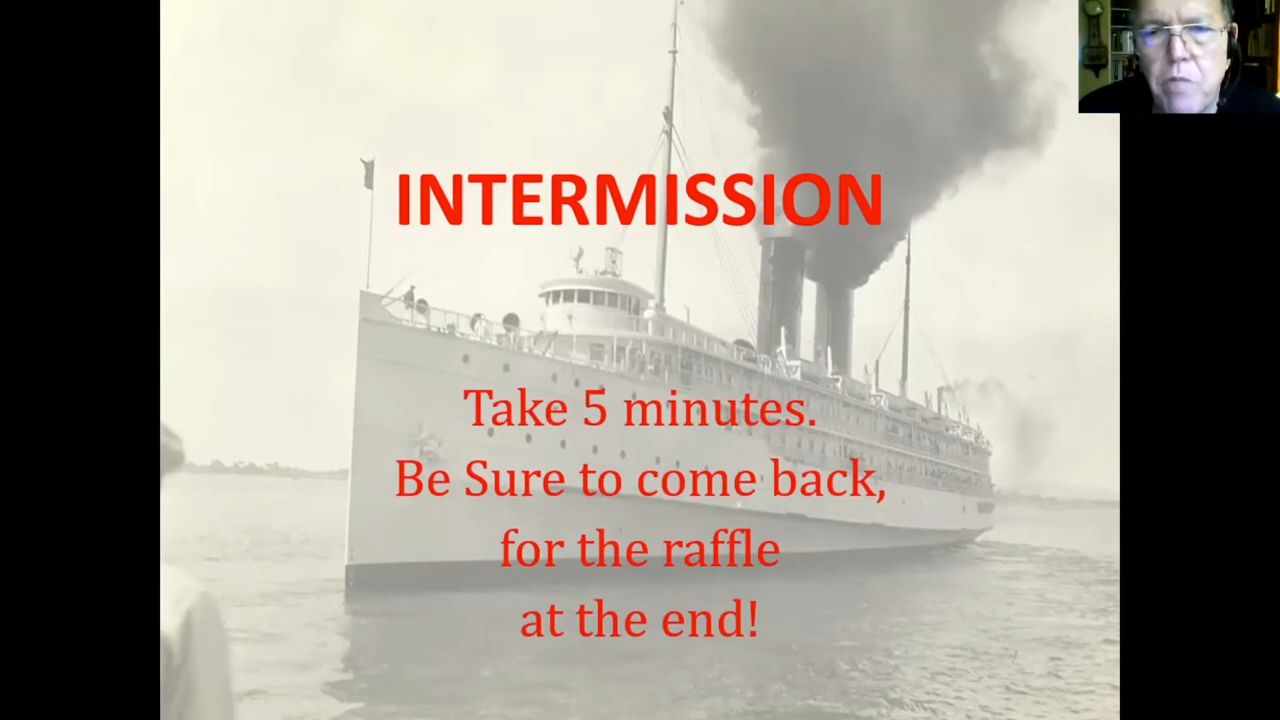 INTERMISSION
Take 5 minutes.
Be Sure to come back,
for the raffle
at the end!